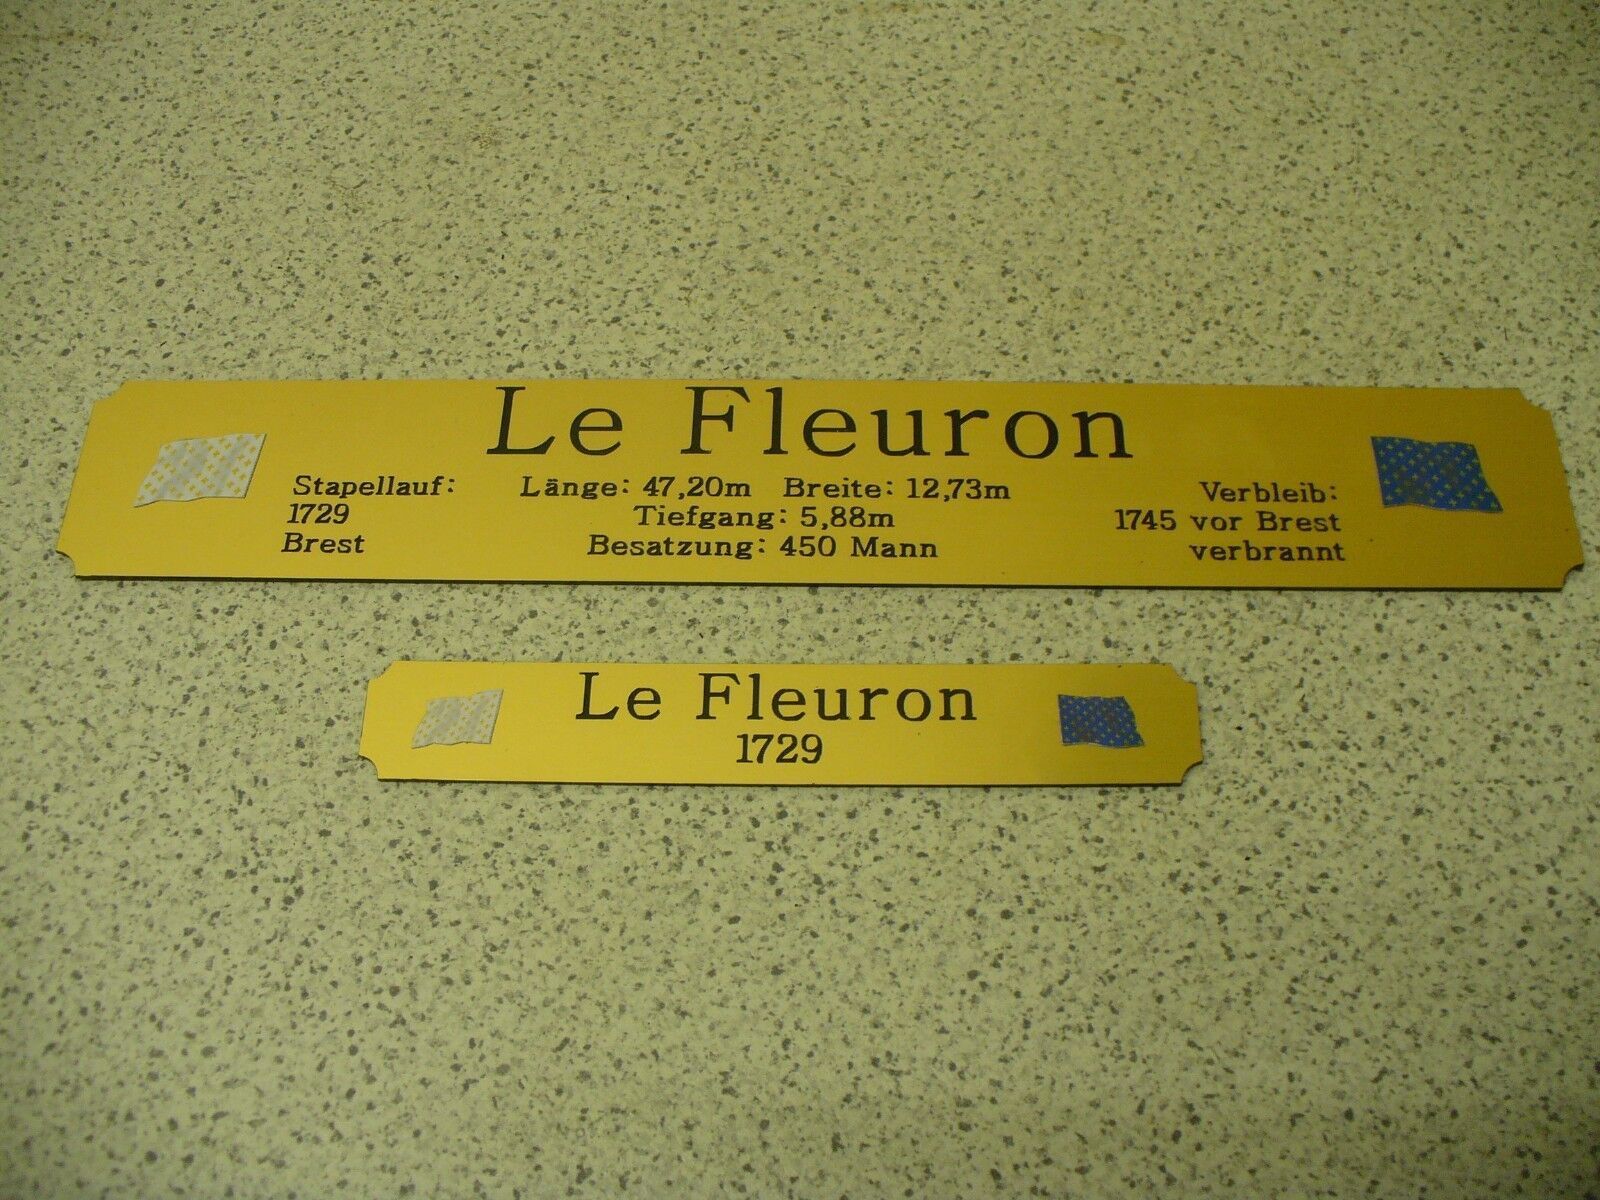 Le Fleuron
Stapellauf:
1729
Brest
Länge: 47,20m Breite: 12,73m
Tiefgang: 5,88m
Besatzung: 450 Mann
Verbleib:
1745 vor Brest
verbrannt
Le Fleuron
1729